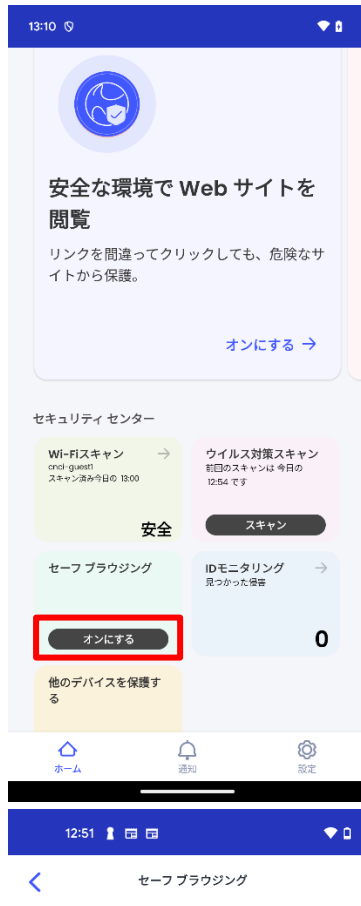 13:10
安全な環境で Web サイトを
閲覧
リンクを間違ってクリックしても、危険なサ
イトから保護。
オンにする →
セキュリティ センター
Wi-Fiスキャン →
cnci-guest1
スキャン済み今日の 13:00
安全
ウイルス対策スキャン
前回のスキャンは 今日の
12:54 です
スキャン
セーフ ブラウジング
オンにする
IDモニタリング →
見つかった侵害
0
他のデバイスを保護す
る
ホーム
通知
設定
12:51
セーフ ブラウジング